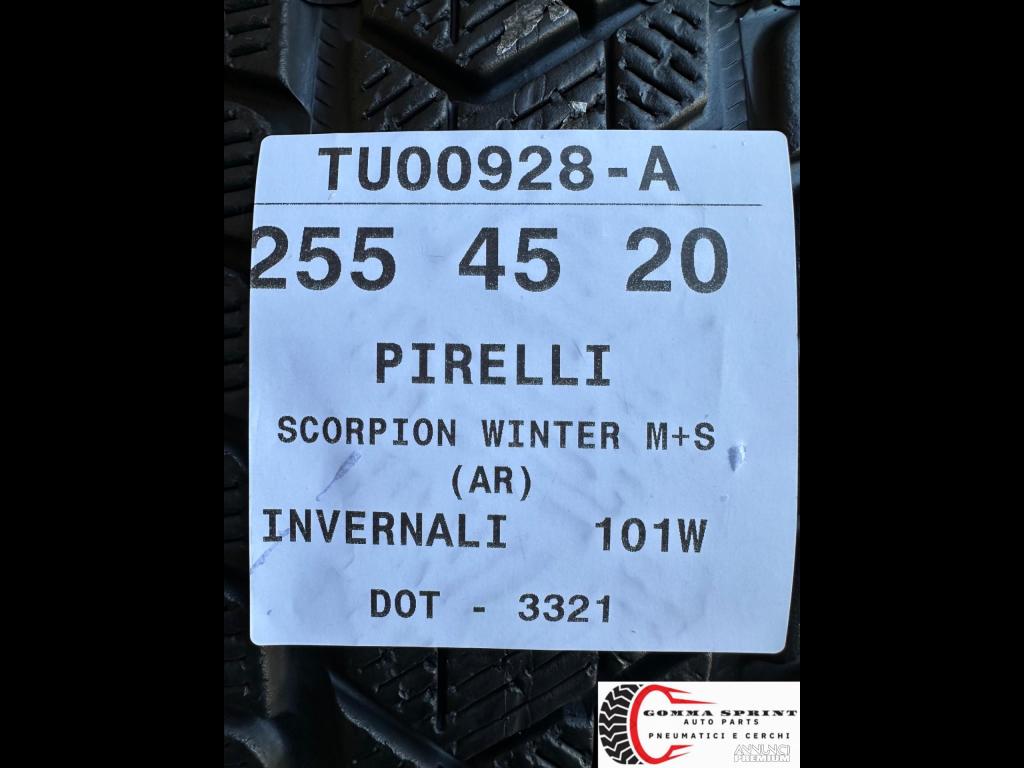 TU00928-A
255 45 20
PIRELLI
SCORPION WINTER M+S
(AR)
INVERNALI 101W
DOT - 3321
GOMMA SPRINT
AUTO PARTS
PNEUMATICI E CERCHI
ANNUNCI
PREMIUM